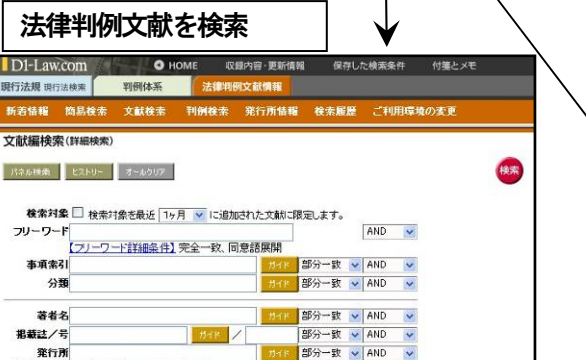 法律判例文献を検索
D1-Law.com HOME 収録内容・更新情報 保存した検索条件 付箋とメモ
現行法規 現行法検索 判例体系 法律判例文献情報
新着情報 簡易検索 文献検索 判例検索 発行所情報 検索履歴 ご利用環境の変更
文献編検索(詳細検索)
パネル検索 ヒストリー オールクリア 検索
検索対象 検索対象を最近 1ヶ月 に追加された文献に限定します。
フリーワード AND
【フリーワード詳細条件】 完全一致、同意語展開
事項索引 ガイド 部分一致 AND
分類 ガイド 部分一致 AND
著者名 ガイド 部分一致 AND
掲載誌/号 ガイド / 部分一致 AND
発行所 ガイド 部分一致 AND